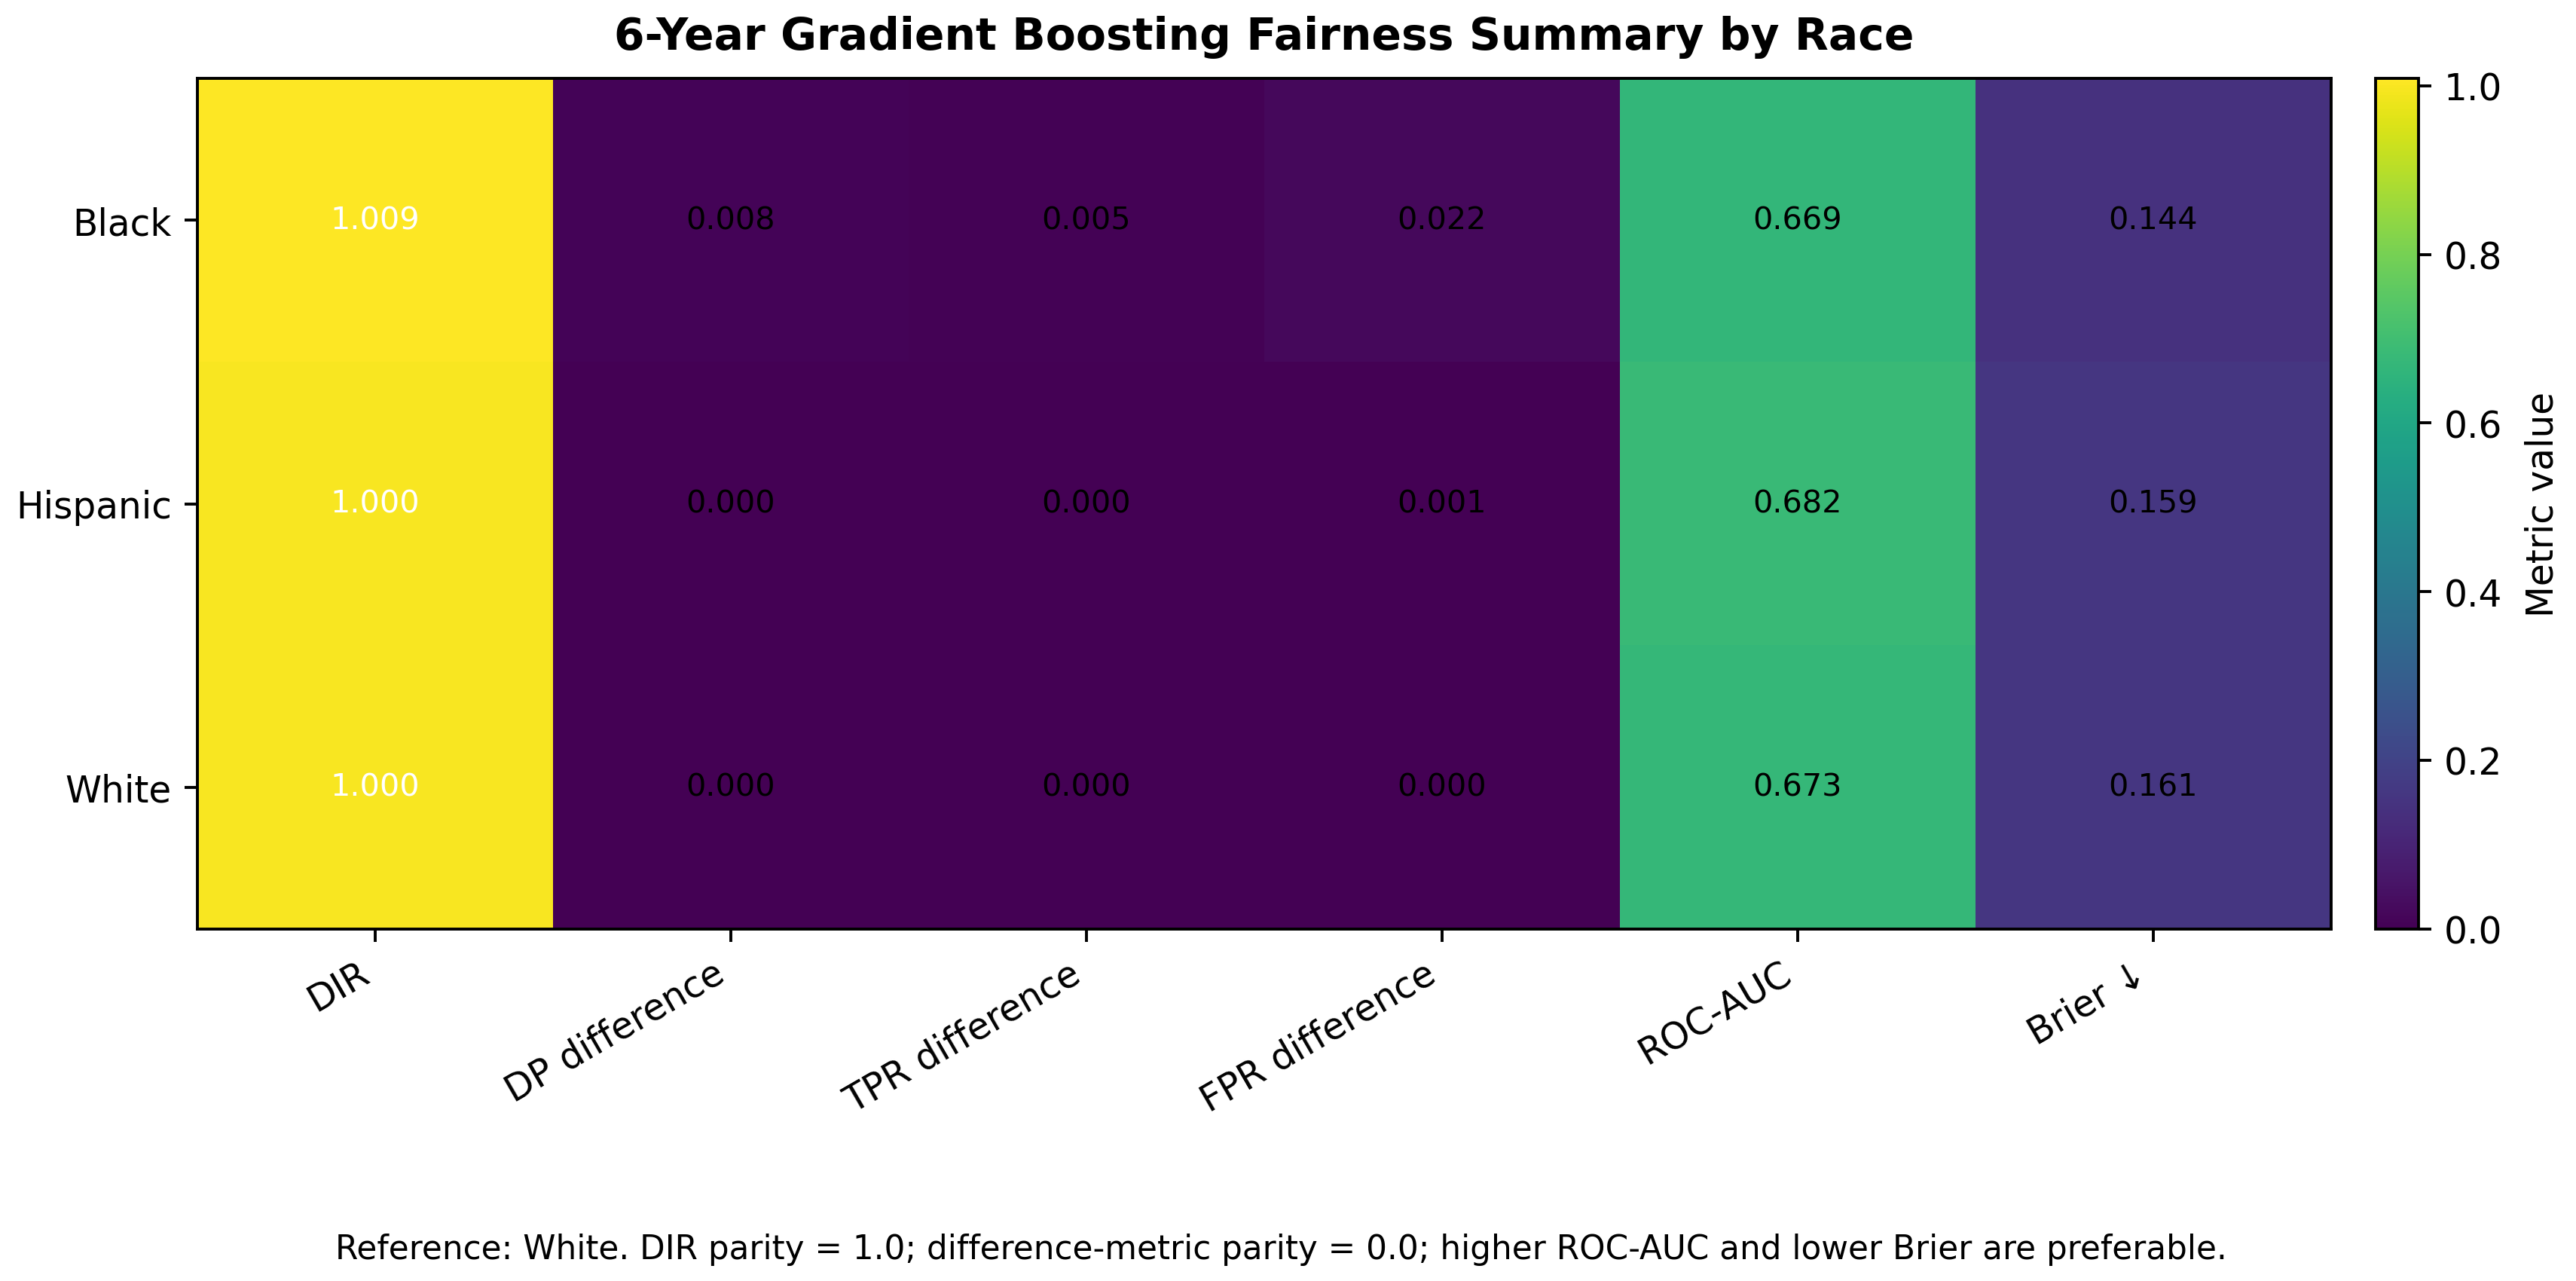 6-Year Gradient Boosting Fairness Summary by Race
Black 1.009 0.008 0.005 0.022 0.669 0.144
Hispanic 1.000 0.000 0.000 0.001 0.682 0.159
White 1.000 0.000 0.000 0.000 0.673 0.161
DIR
DP difference
TPR difference
FPR difference
ROC-AUC
Brier ↓
1.0
0.8
0.6
0.4
0.2
0.0
Metric value
Reference: White. DIR parity = 1.0; difference-metric parity = 0.0; higher ROC-AUC and lower Brier are preferable.